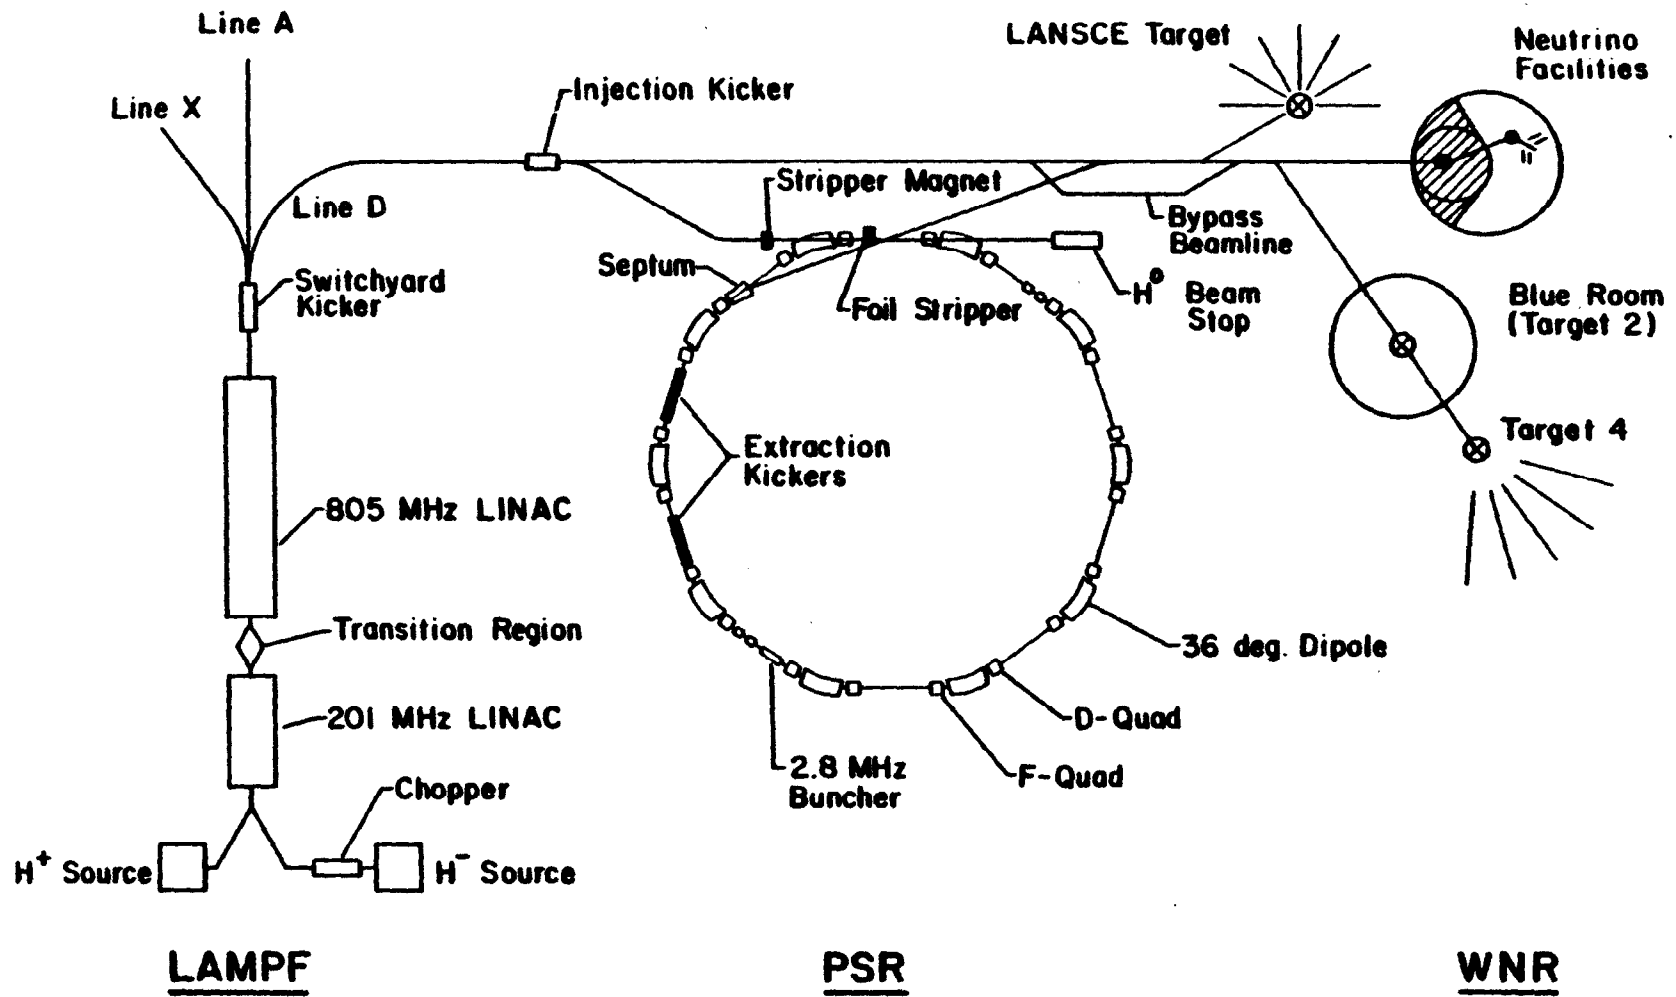 Line A
LANSCE Target
Neutrino
Facilities
Line X
Injection Kicker
Stripper Magnet
Line D
Bypass
Beamline
Septum
Switchyard
Kicker
Foil Stripper
H° Beam
Stop
Blue Room
(Target 2)
Target 4
Extraction
Kickers
805 MHz LINAC
Transition Region
36 deg. Dipole
201 MHz LINAC
D-Quad
2.8 MHz
Buncher
F-Quad
Chopper
H⁺ Source
H⁻ Source
LAMPF
PSR
WNR